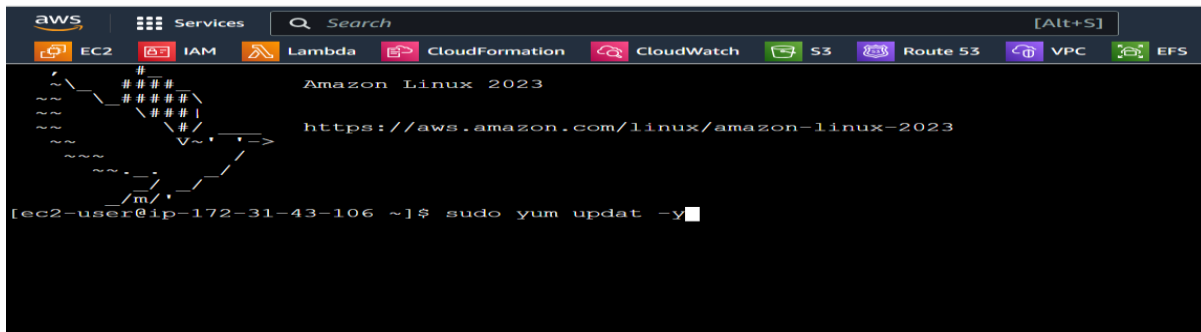 aws Services Search [Alt+S]
EC2 IAM Lambda CloudFormation CloudWatch S3 Route 53 VPC EFS
   ,     #_
   ~\_  ####_        Amazon Linux 2023
  ~~  \_#####\
  ~~     \###|
  ~~       \#/ ___   https://aws.amazon.com/linux/amazon-linux-2023
   ~~       V~' '->
    ~~~         /
      ~~._.   _/
         _/ _/
       _/m/'
[ec2-user@ip-172-31-43-106 ~]$ sudo yum updat -y